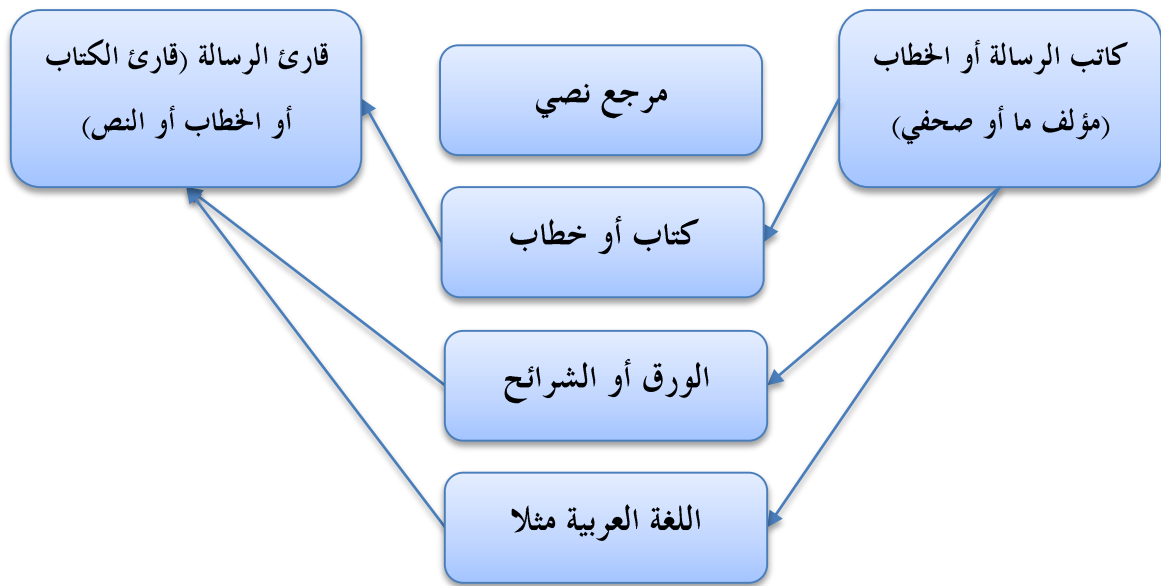 كاتب الرسالة أو الخطاب
(مؤلف ما أو صحفي)
مرجع نصي
كتاب أو خطاب
الورق أو الشرائح
اللغة العربية مثلا
قارئ الرسالة (قارئ الكتاب
أو الخطاب أو النص)